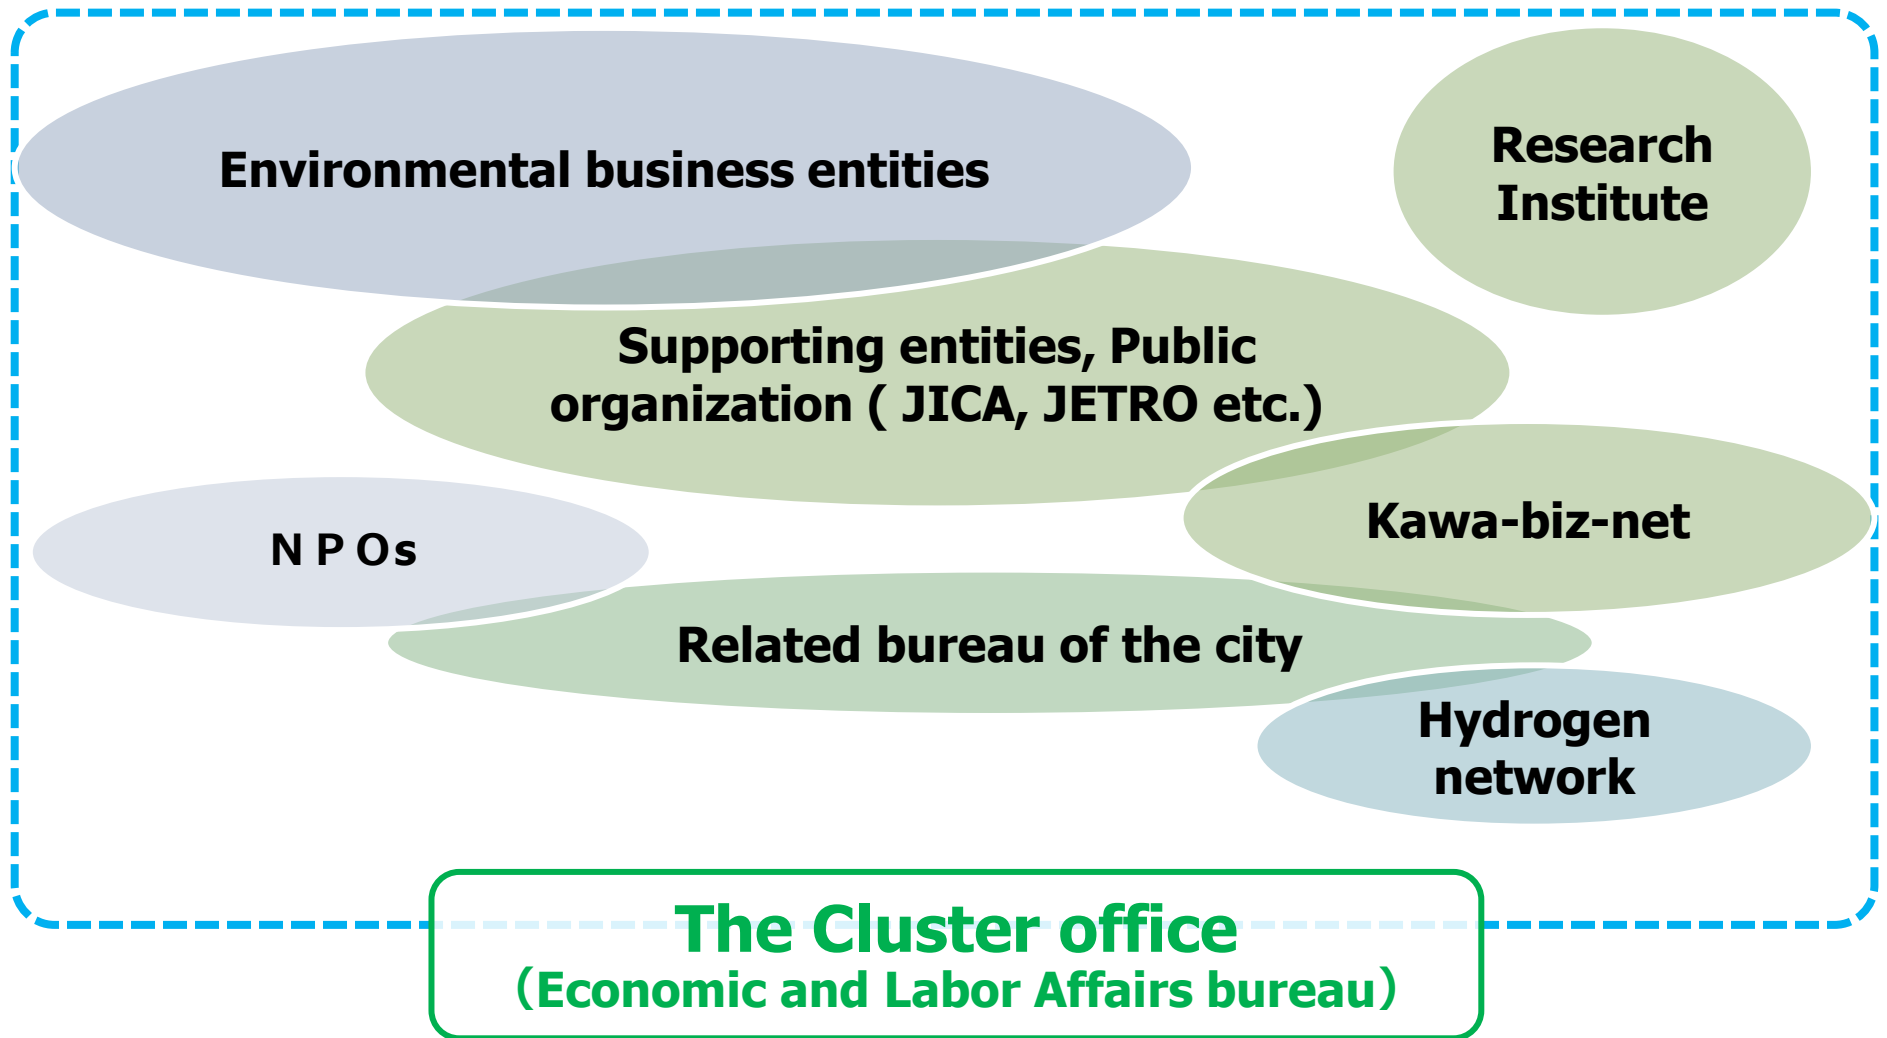 Environmental business entities
Research
Institute
Supporting entities, Public
organization ( JICA, JETRO etc.)
Kawa-biz-net
ＮＰＯs
Related bureau of the city
Hydrogen
network
The Cluster office
（Economic and Labor Affairs bureau）